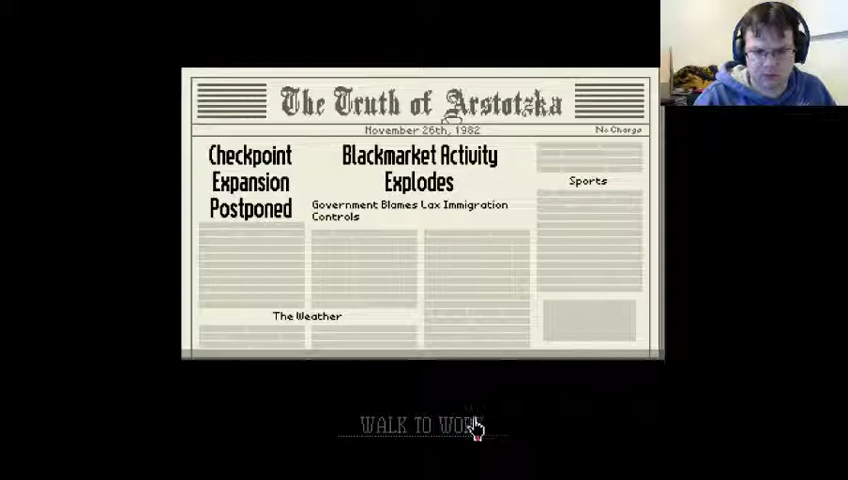 The Truth of Arstotzka
November 26th, 1982
No Charge
Checkpoint
Expansion
Postponed
Blackmarket Activity
Explodes
Government Blames Lax Immigration
Controls
Sports
The Weather
WALK TO WORK